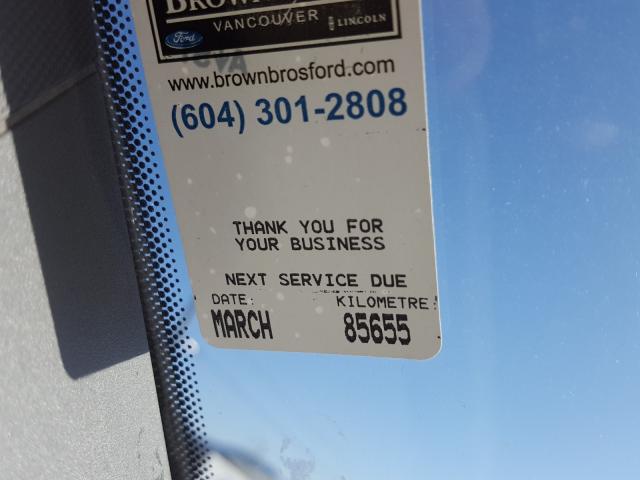 BROWN
VANCOUVER LINCOLN
Ford
www.brownbrosford.com
(604) 301-2808
THANK YOU FOR
YOUR BUSINESS
NEXT SERVICE DUE
DATE: KILOMETRE:
MARCH 85655